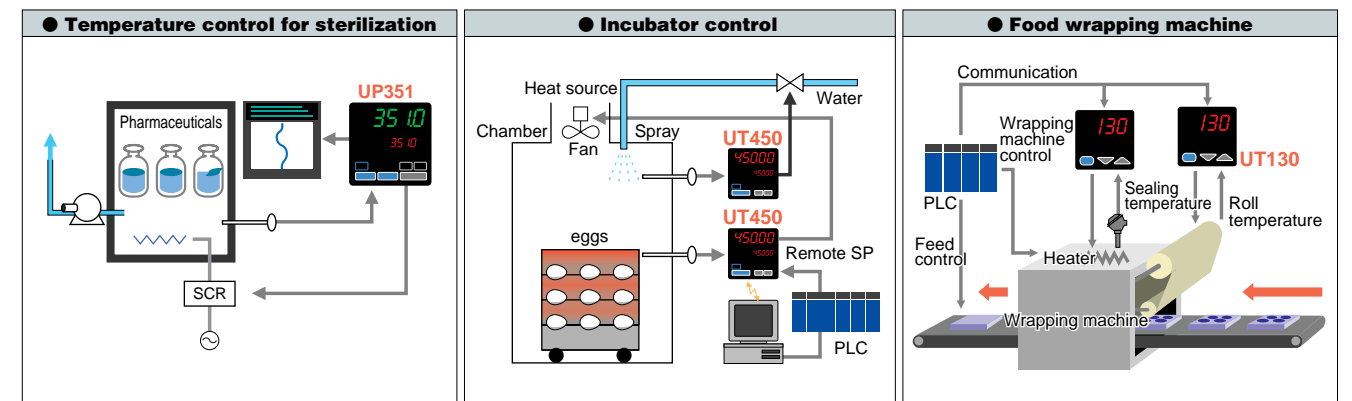 ● Temperature control for sterilization
Pharmaceuticals
UP351
351.0
351.0
SCR
● Incubator control
Heat source
Water
Chamber
Fan
Spray
UT450
45000
45000
UT450
45000
45000
eggs
Remote SP
PLC
● Food wrapping machine
Communication
Wrapping
machine
control
130
130
UT130
PLC
Sealing
temperature
Roll
temperature
Feed
control
Heater
Wrapping machine